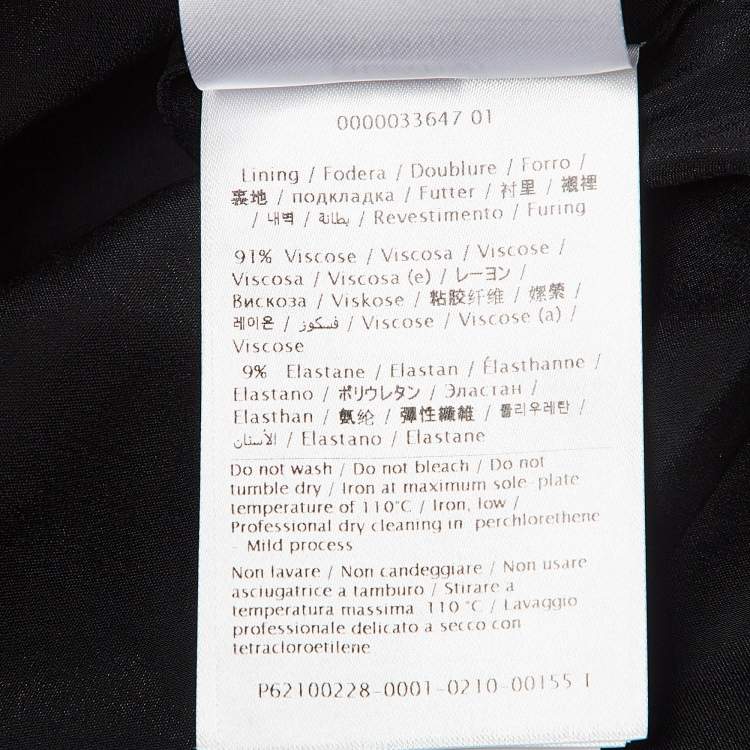 0000033647 01
Lining / Fodera / Doublure / Forro /
裏地 / подкладка / Futter / 衬里 / 襯裡
/ 내벽 / بطانة / Revestimento / Furing
91% Viscose / Viscosa / Viscose /
Viscosa / Viscosa (e) / レーヨン /
Вискоза / Viskose / 粘胶纤维 / 嫘縈 /
레이온 / فسكوز / Viscose / Viscose (a) /
Viscose
9% Elastane / Elastan / Élasthanne /
Elastano / ポリウレタン / Эластан /
Elasthan / 氨纶 / 彈性纖維 / 폴리우레탄 /
الأسنان / Elastano / Elastane
Do not wash / Do not bleach / Do not
tumble dry / Iron at maximum sole-plate
temperature of 110°C / Iron, low /
Professional dry cleaning in perchlorethene
- Mild process
Non lavare / Non candeggiare / Non usare
asciugatrice a tamburo / Stirare a
temperatura massima 110 °C / Lavaggio
professionale delicato a secco con
tetracloroetilene
P62100228-0001-0210-00155 I